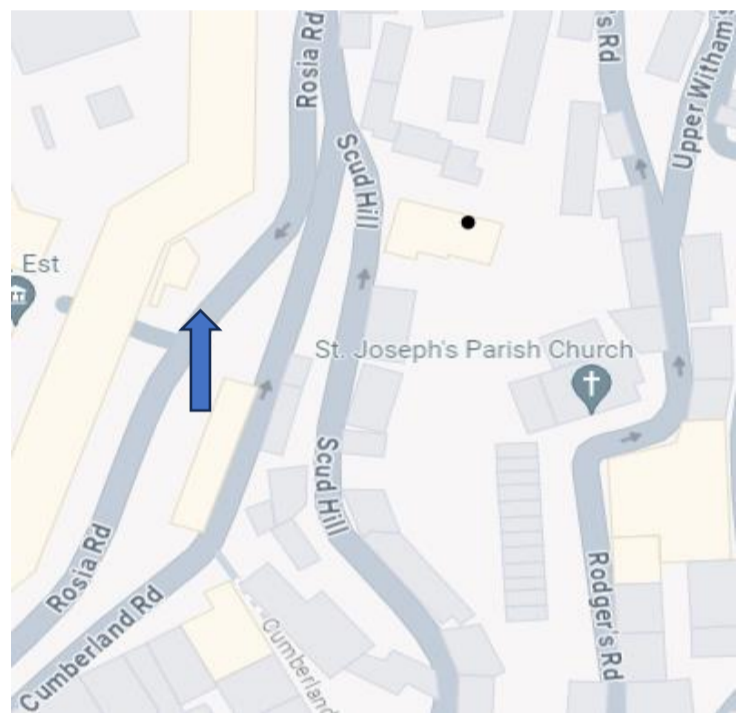 Rosia Rd
's Rd
Upper Witham's
Scud Hill
. Est
St. Joseph's Parish Church
Scud Hill
Rosia Rd
Rodger's Rd
Cumberland Rd
Cumberland